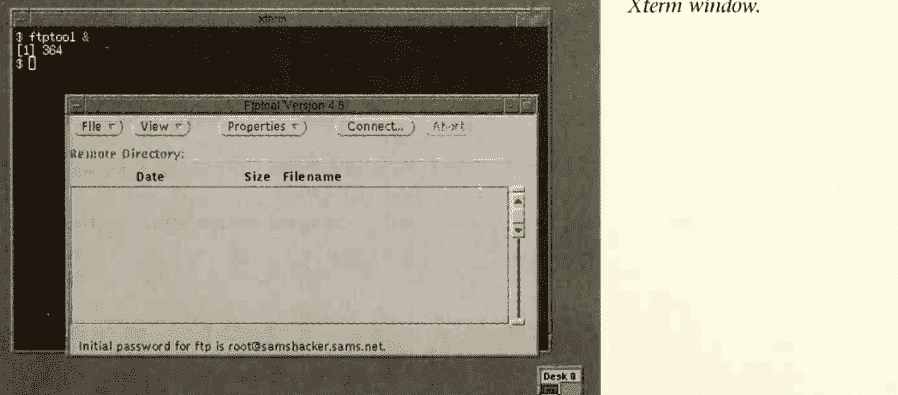 Xterm window.
xterm
$ ftptool &
[1] 364
$
Ftptool Version 4.6
File View Properties Connect... Abort
Remote Directory:
Date Size Filename
Initial password for ftp is root@samshacker.sams.net.
Desk 0